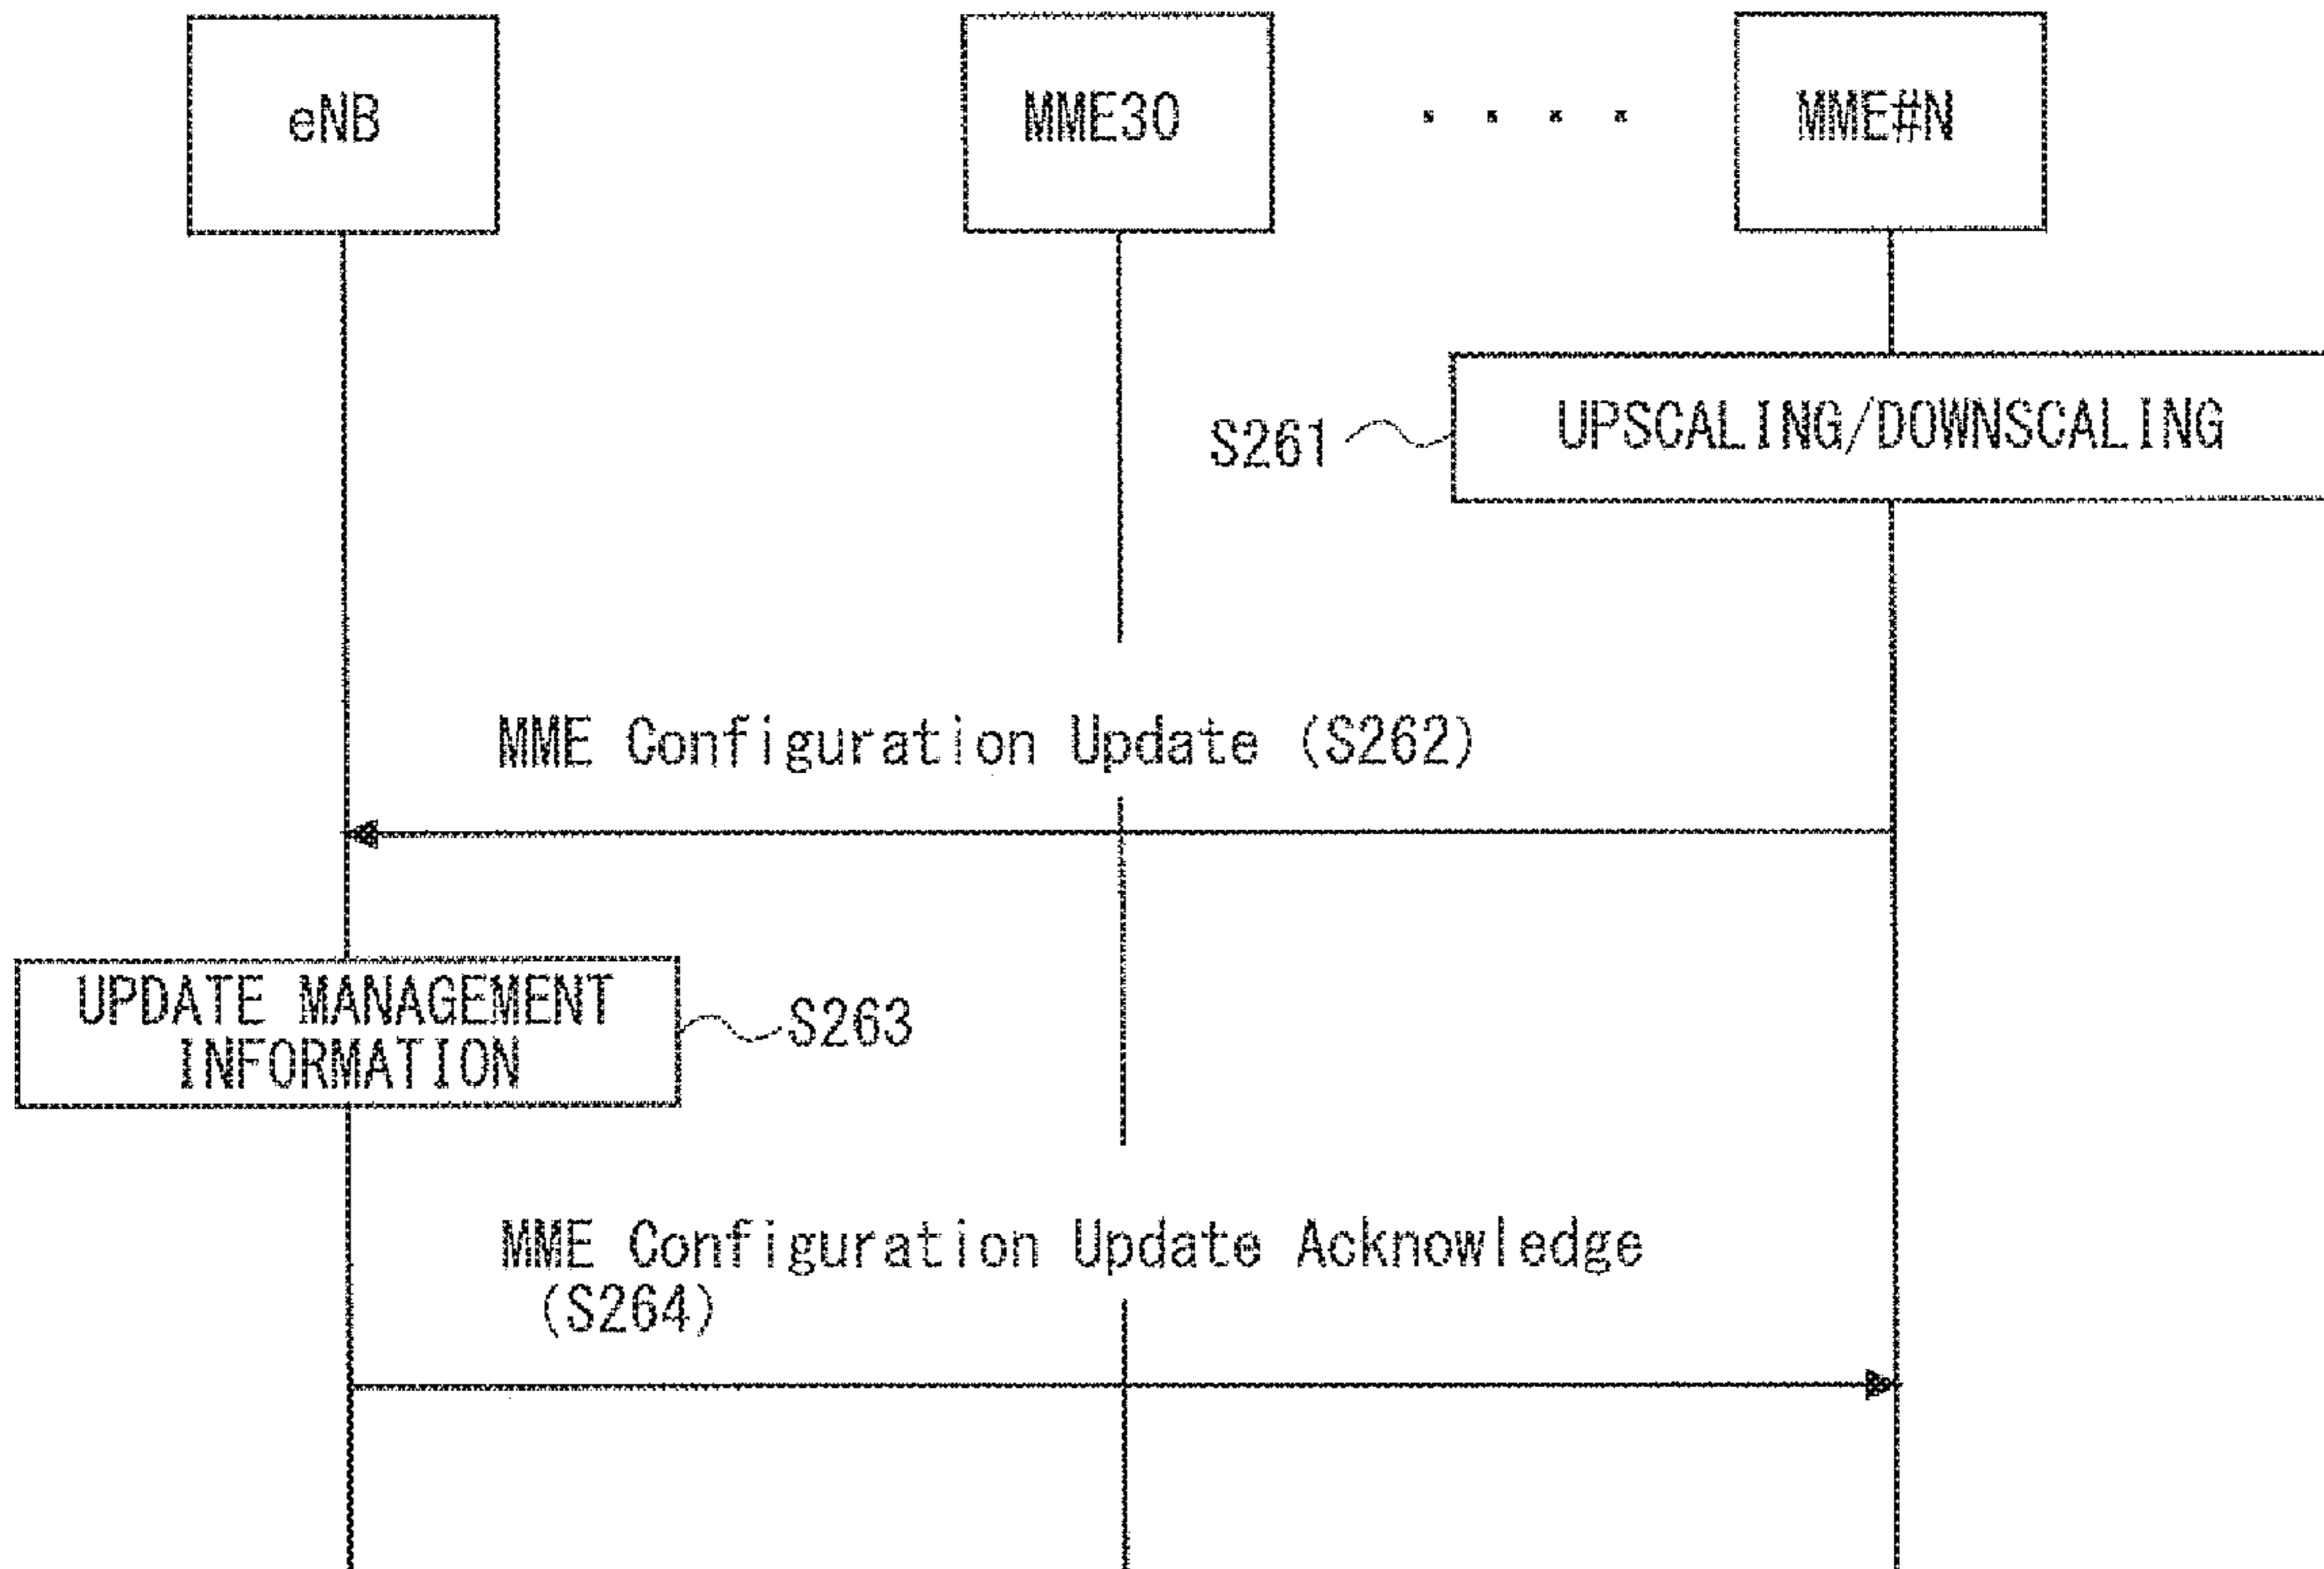 eNB
MME30
. . . .
MME#N
UPSCALING/DOWNSCALING
S261
MME Configuration Update (S262)
UPDATE MANAGEMENT
INFORMATION
S263
MME Configuration Update Acknowledge
(S264)